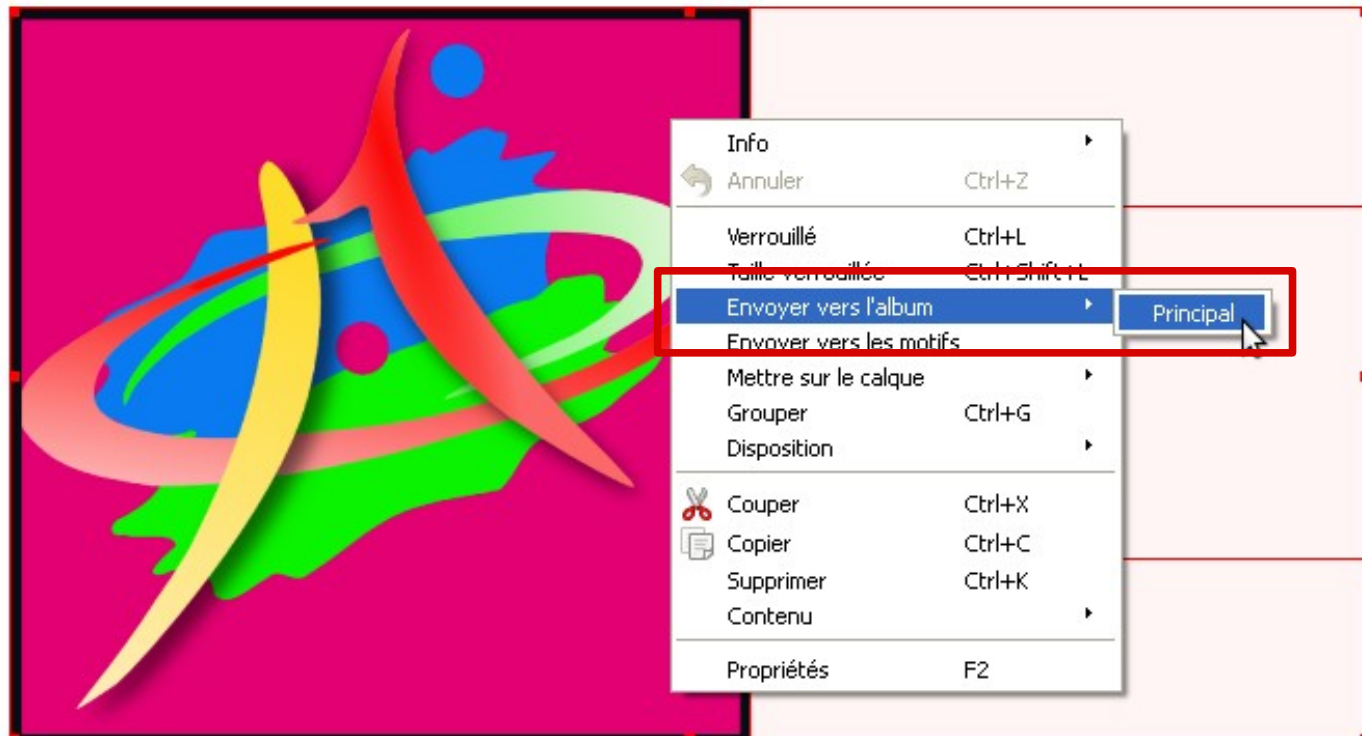 Info
Annuler Ctrl+Z
Verrouillé Ctrl+L
Taille verrouillée Ctrl+Shift+L
Envoyer vers l'album Principal
Envoyer vers les motifs
Mettre sur le calque
Grouper Ctrl+G
Disposition
Couper Ctrl+X
Copier Ctrl+C
Supprimer Ctrl+K
Contenu
Propriétés F2